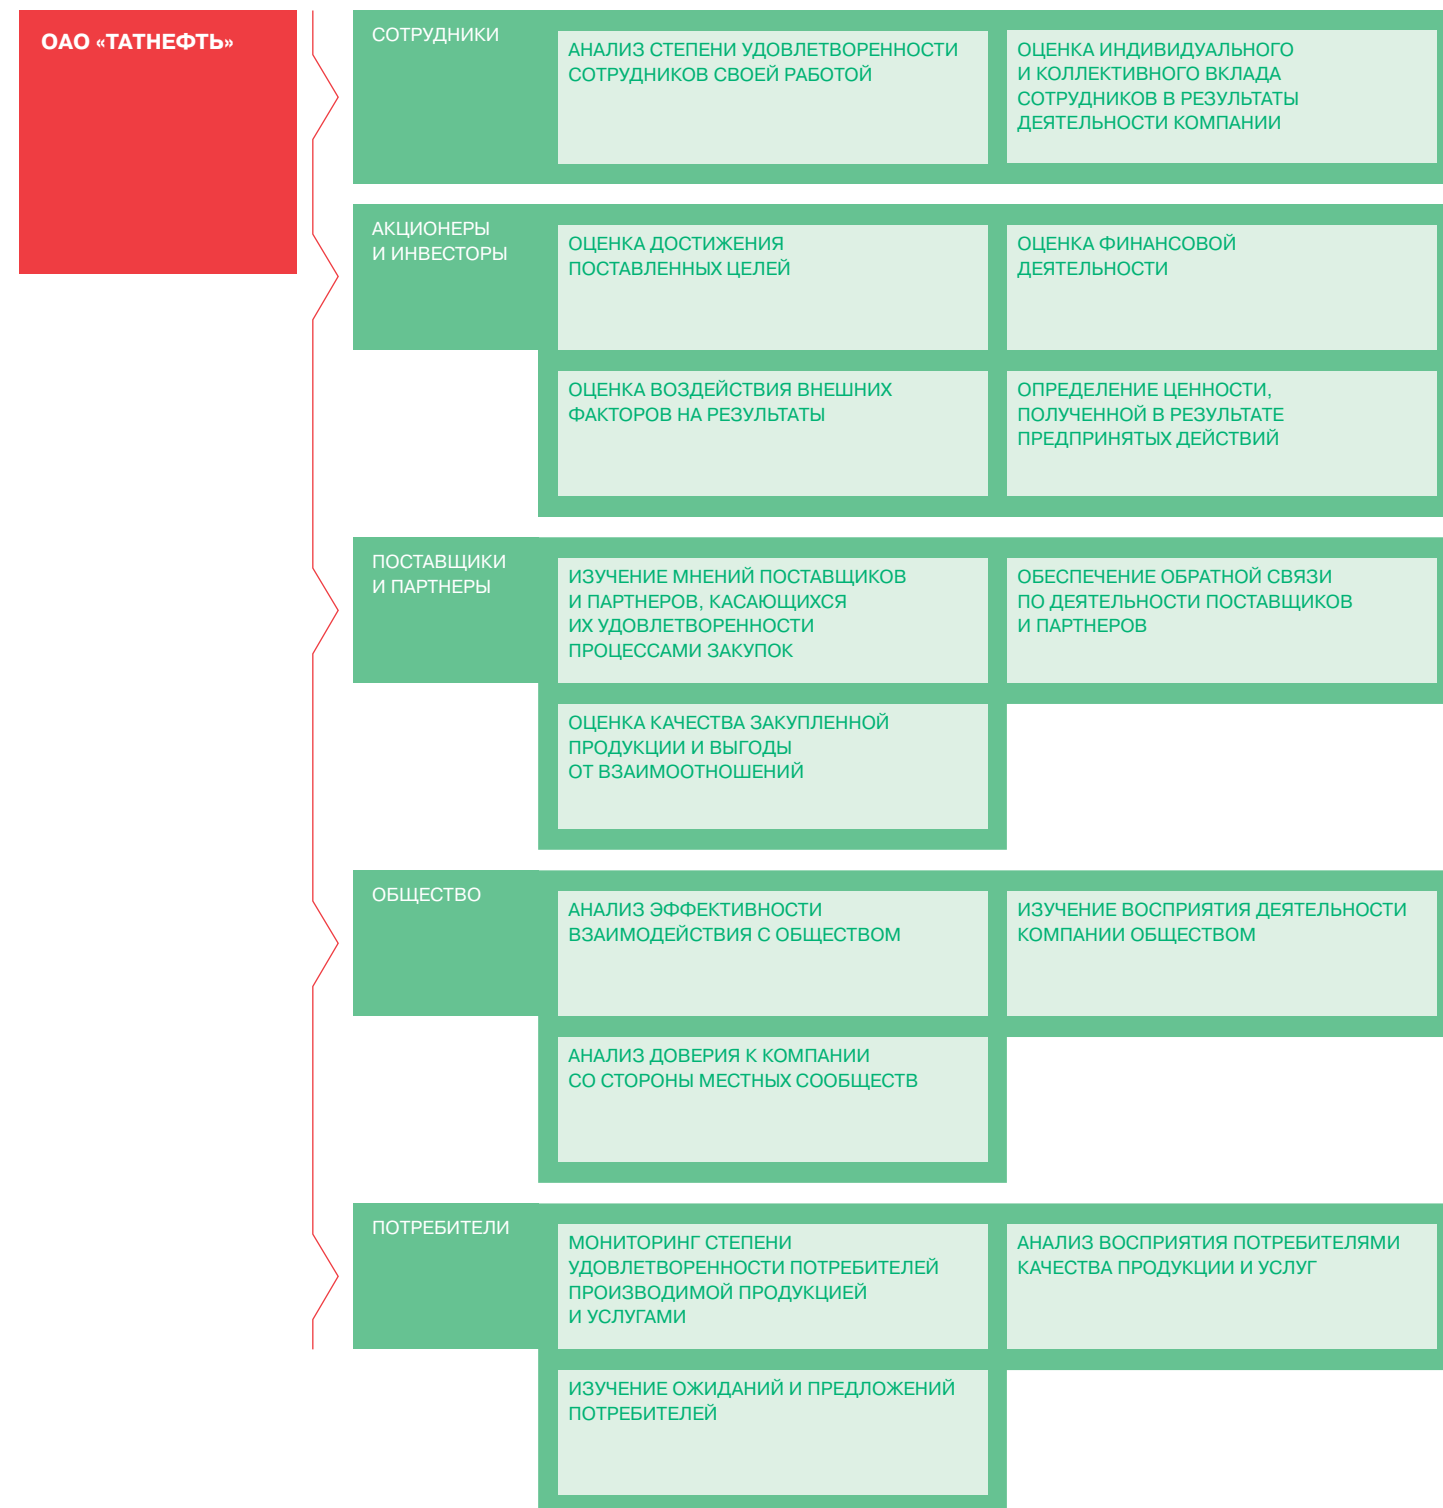 ОАО «ТАТНЕФТЬ»
СОТРУДНИКИ
АНАЛИЗ СТЕПЕНИ УДОВЛЕТВОРЕННОСТИ
СОТРУДНИКОВ СВОЕЙ РАБОТОЙ
ОЦЕНКА ИНДИВИДУАЛЬНОГО
И КОЛЛЕКТИВНОГО ВКЛАДА
СОТРУДНИКОВ В РЕЗУЛЬТАТЫ
ДЕЯТЕЛЬНОСТИ КОМПАНИИ
АКЦИОНЕРЫ
И ИНВЕСТОРЫ
ОЦЕНКА ДОСТИЖЕНИЯ
ПОСТАВЛЕННЫХ ЦЕЛЕЙ
ОЦЕНКА ФИНАНСОВОЙ
ДЕЯТЕЛЬНОСТИ
ОЦЕНКА ВОЗДЕЙСТВИЯ ВНЕШНИХ
ФАКТОРОВ НА РЕЗУЛЬТАТЫ
ОПРЕДЕЛЕНИЕ ЦЕННОСТИ,
ПОЛУЧЕННОЙ В РЕЗУЛЬТАТЕ
ПРЕДПРИНЯТЫХ ДЕЙСТВИЙ
ПОСТАВЩИКИ
И ПАРТНЕРЫ
ИЗУЧЕНИЕ МНЕНИЙ ПОСТАВЩИКОВ
И ПАРТНЕРОВ, КАСАЮЩИХСЯ
ИХ УДОВЛЕТВОРЕННОСТИ
ПРОЦЕССАМИ ЗАКУПОК
ОБЕСПЕЧЕНИЕ ОБРАТНОЙ СВЯЗИ
ПО ДЕЯТЕЛЬНОСТИ ПОСТАВЩИКОВ
И ПАРТНЕРОВ
ОЦЕНКА КАЧЕСТВА ЗАКУПЛЕННОЙ
ПРОДУКЦИИ И ВЫГОДЫ
ОТ ВЗАИМООТНОШЕНИЙ
ОБЩЕСТВО
АНАЛИЗ ЭФФЕКТИВНОСТИ
ВЗАИМОДЕЙСТВИЯ С ОБЩЕСТВОМ
ИЗУЧЕНИЕ ВОСПРИЯТИЯ ДЕЯТЕЛЬНОСТИ
КОМПАНИИ ОБЩЕСТВОМ
АНАЛИЗ ДОВЕРИЯ К КОМПАНИИ
СО СТОРОНЫ МЕСТНЫХ СООБЩЕСТВ
ПОТРЕБИТЕЛИ
МОНИТОРИНГ СТЕПЕНИ
УДОВЛЕТВОРЕННОСТИ ПОТРЕБИТЕЛЕЙ
ПРОИЗВОДИМОЙ ПРОДУКЦИЕЙ
И УСЛУГАМИ
АНАЛИЗ ВОСПРИЯТИЯ ПОТРЕБИТЕЛЯМИ
КАЧЕСТВА ПРОДУКЦИИ И УСЛУГ
ИЗУЧЕНИЕ ОЖИДАНИЙ И ПРЕДЛОЖЕНИЙ
ПОТРЕБИТЕЛЕЙ